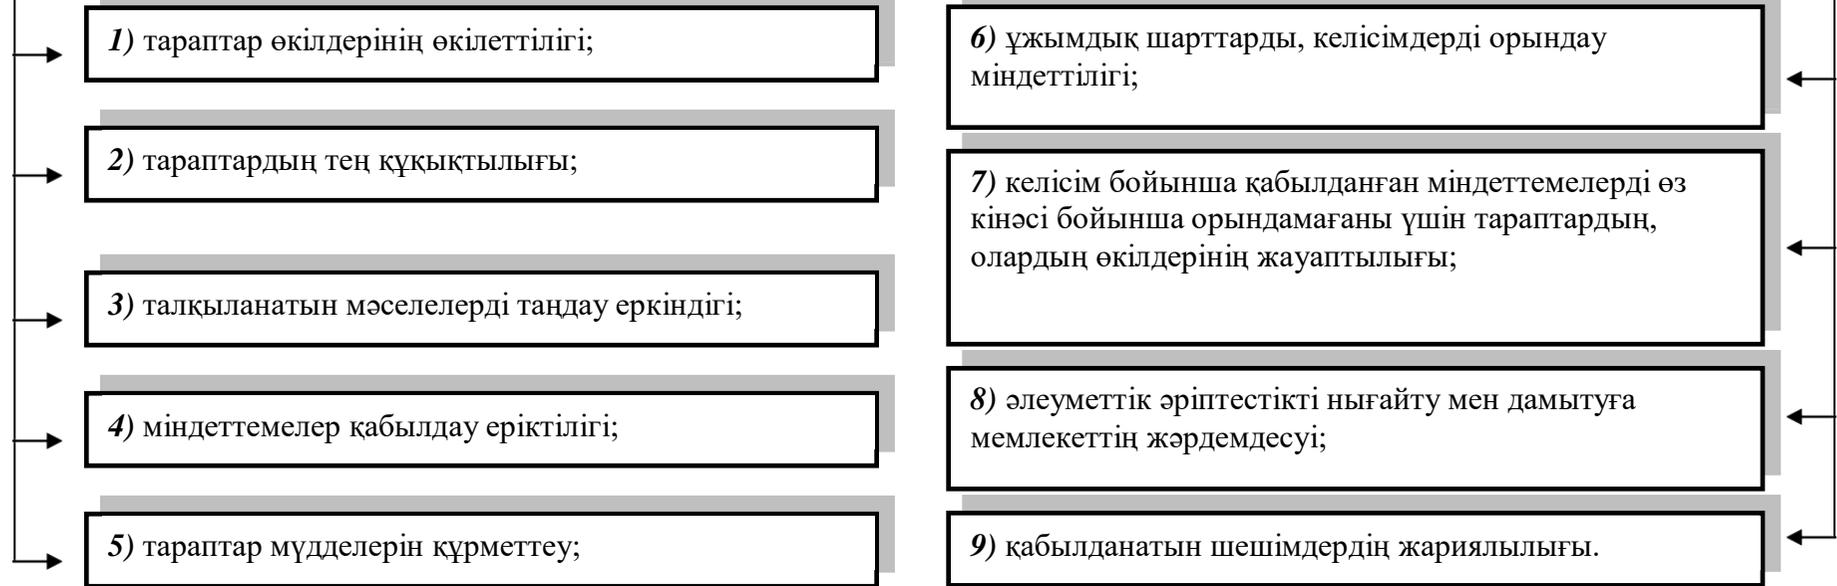 1) тараптар өкілдерінің өкілеттілігі;
2) тараптардың тең құқықтылығы;
3) талқыланатын мәселелерді таңдау еркіндігі;
4) міндеттемелер қабылдау еріктілігі;
5) тараптар мүдделерін құрметтеу;
6) ұжымдық шарттарды, келісімдерді орындау
міндеттілігі;
7) келісім бойынша қабылданған міндеттемелерді өз
кінәсі бойынша орындамағаны үшін тараптардың,
олардың өкілдерінің жауаптылығы;
8) әлеуметтік әріптестікті нығайту мен дамытуға
мемлекеттің жәрдемдесуі;
9) қабылданатын шешімдердің жариялылығы.